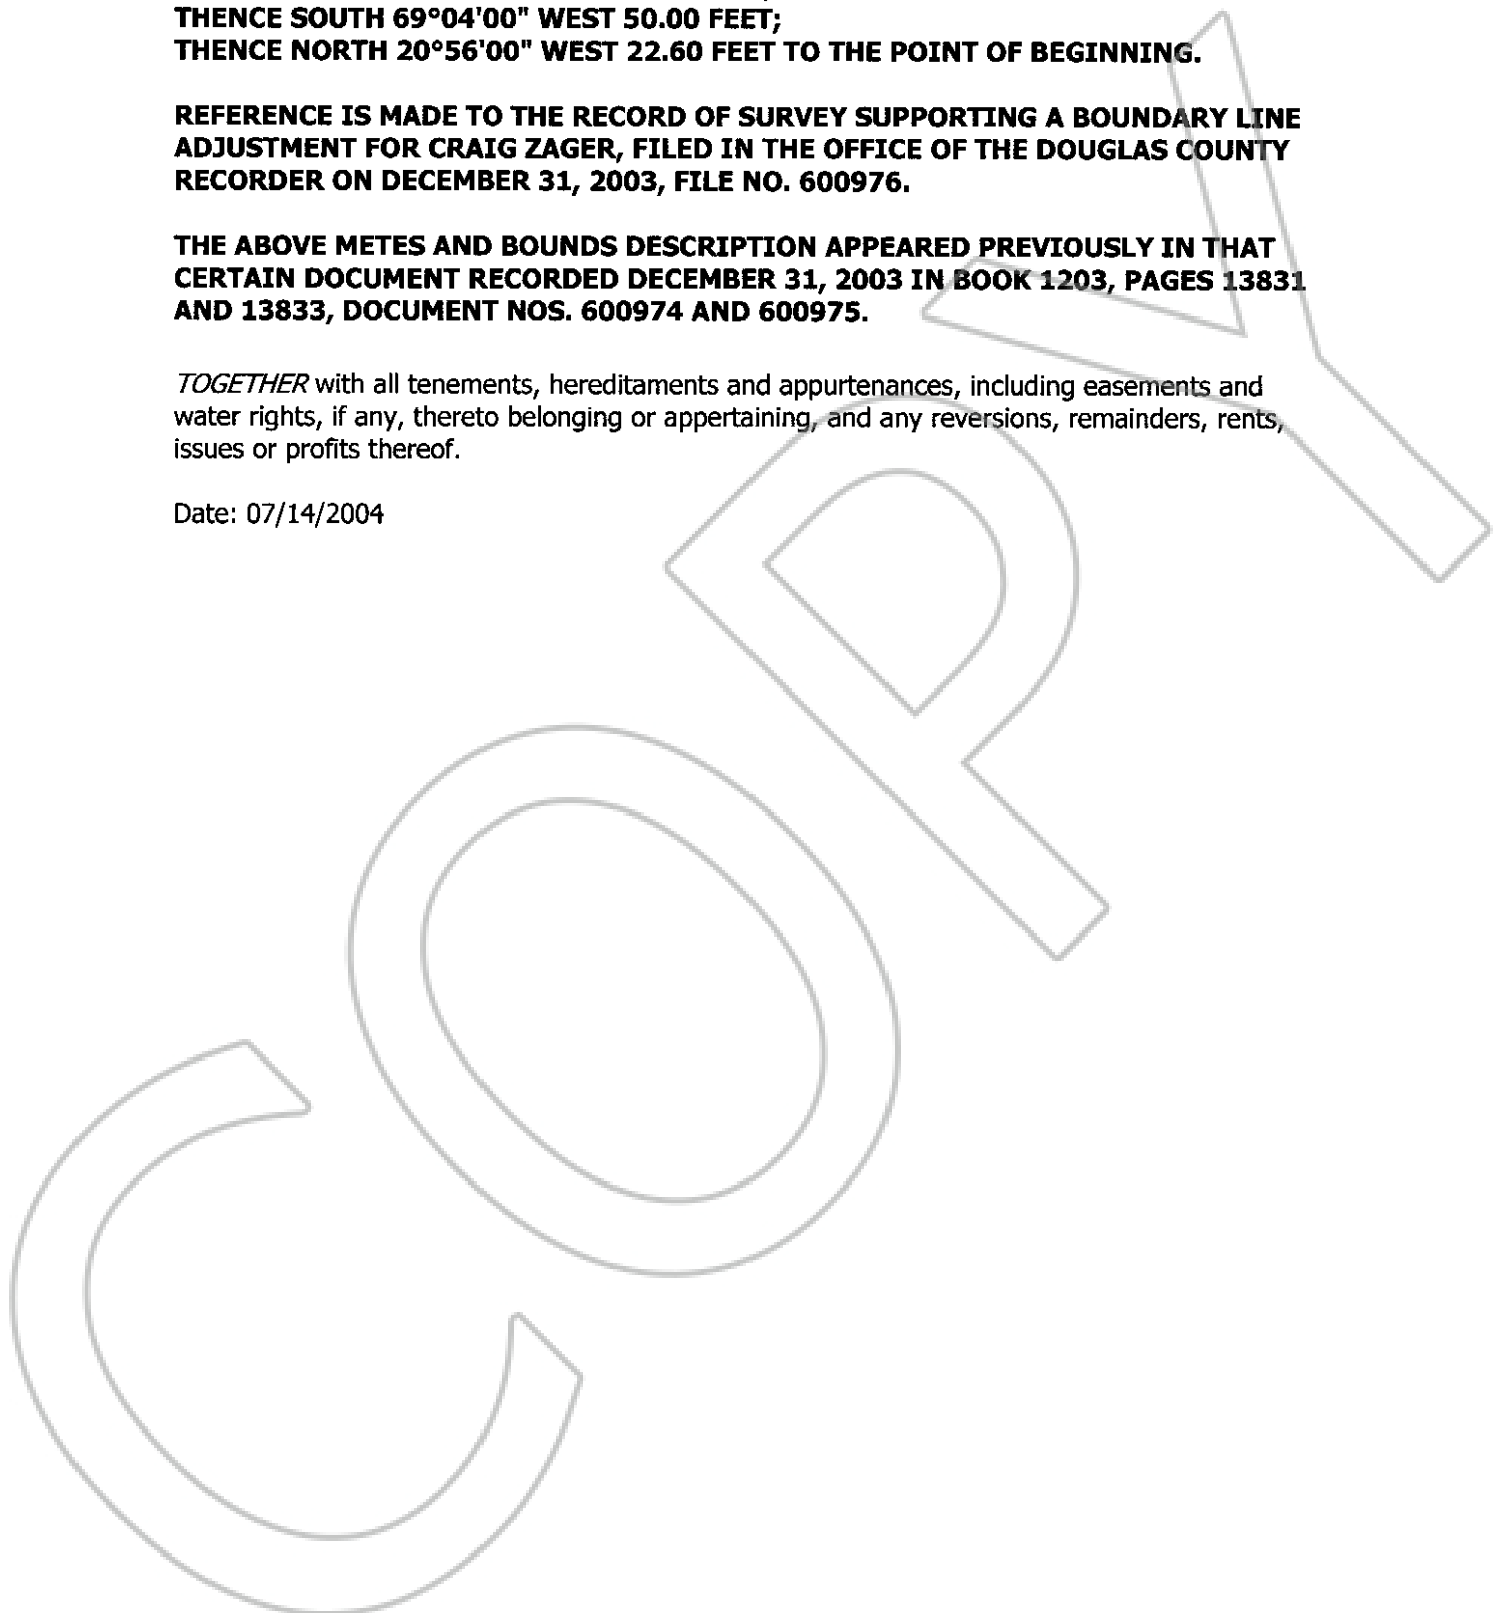 THENCE SOUTH 69°04'00" WEST 50.00 FEET;
THENCE NORTH 20°56'00" WEST 22.60 FEET TO THE POINT OF BEGINNING.
REFERENCE IS MADE TO THE RECORD OF SURVEY SUPPORTING A BOUNDARY LINE
ADJUSTMENT FOR CRAIG ZAGER, FILED IN THE OFFICE OF THE DOUGLAS COUNTY
RECORDER ON DECEMBER 31, 2003, FILE NO. 600976.
THE ABOVE METES AND BOUNDS DESCRIPTION APPEARED PREVIOUSLY IN THAT
CERTAIN DOCUMENT RECORDED DECEMBER 31, 2003 IN BOOK 1203, PAGES 13831
AND 13833, DOCUMENT NOS. 600974 AND 600975.
TOGETHER with all tenements, hereditaments and appurtenances, including easements and
water rights, if any, thereto belonging or appertaining, and any reversions, remainders, rents,
issues or profits thereof.
Date: 07/14/2004
COPY